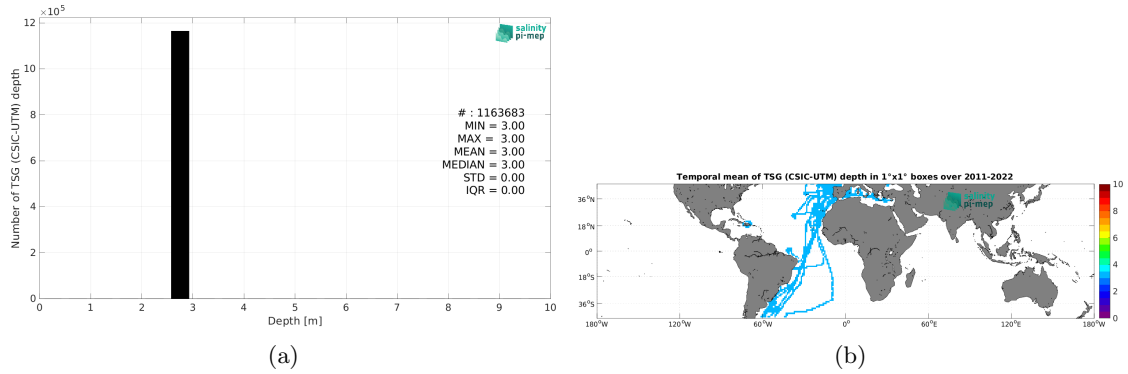 ×10⁵
12
10
8
6
4
2
0
Number of TSG (CSIC-UTM) depth
salinity
pi-mep
# : 1163683
MIN = 3.00
MAX = 3.00
MEAN = 3.00
MEDIAN = 3.00
STD = 0.00
IQR = 0.00
0 1 2 3 4 5 6 7 8 9 10
Depth [m]
(a)
Temporal mean of TSG (CSIC-UTM) depth in 1°x1° boxes over 2011-2022
salinity
pi-mep
36°N
18°N
0°
18°S
36°S
180°W 120°W 60°W 0° 60°E 120°E 180°W
10
8
6
4
2
0
(b)